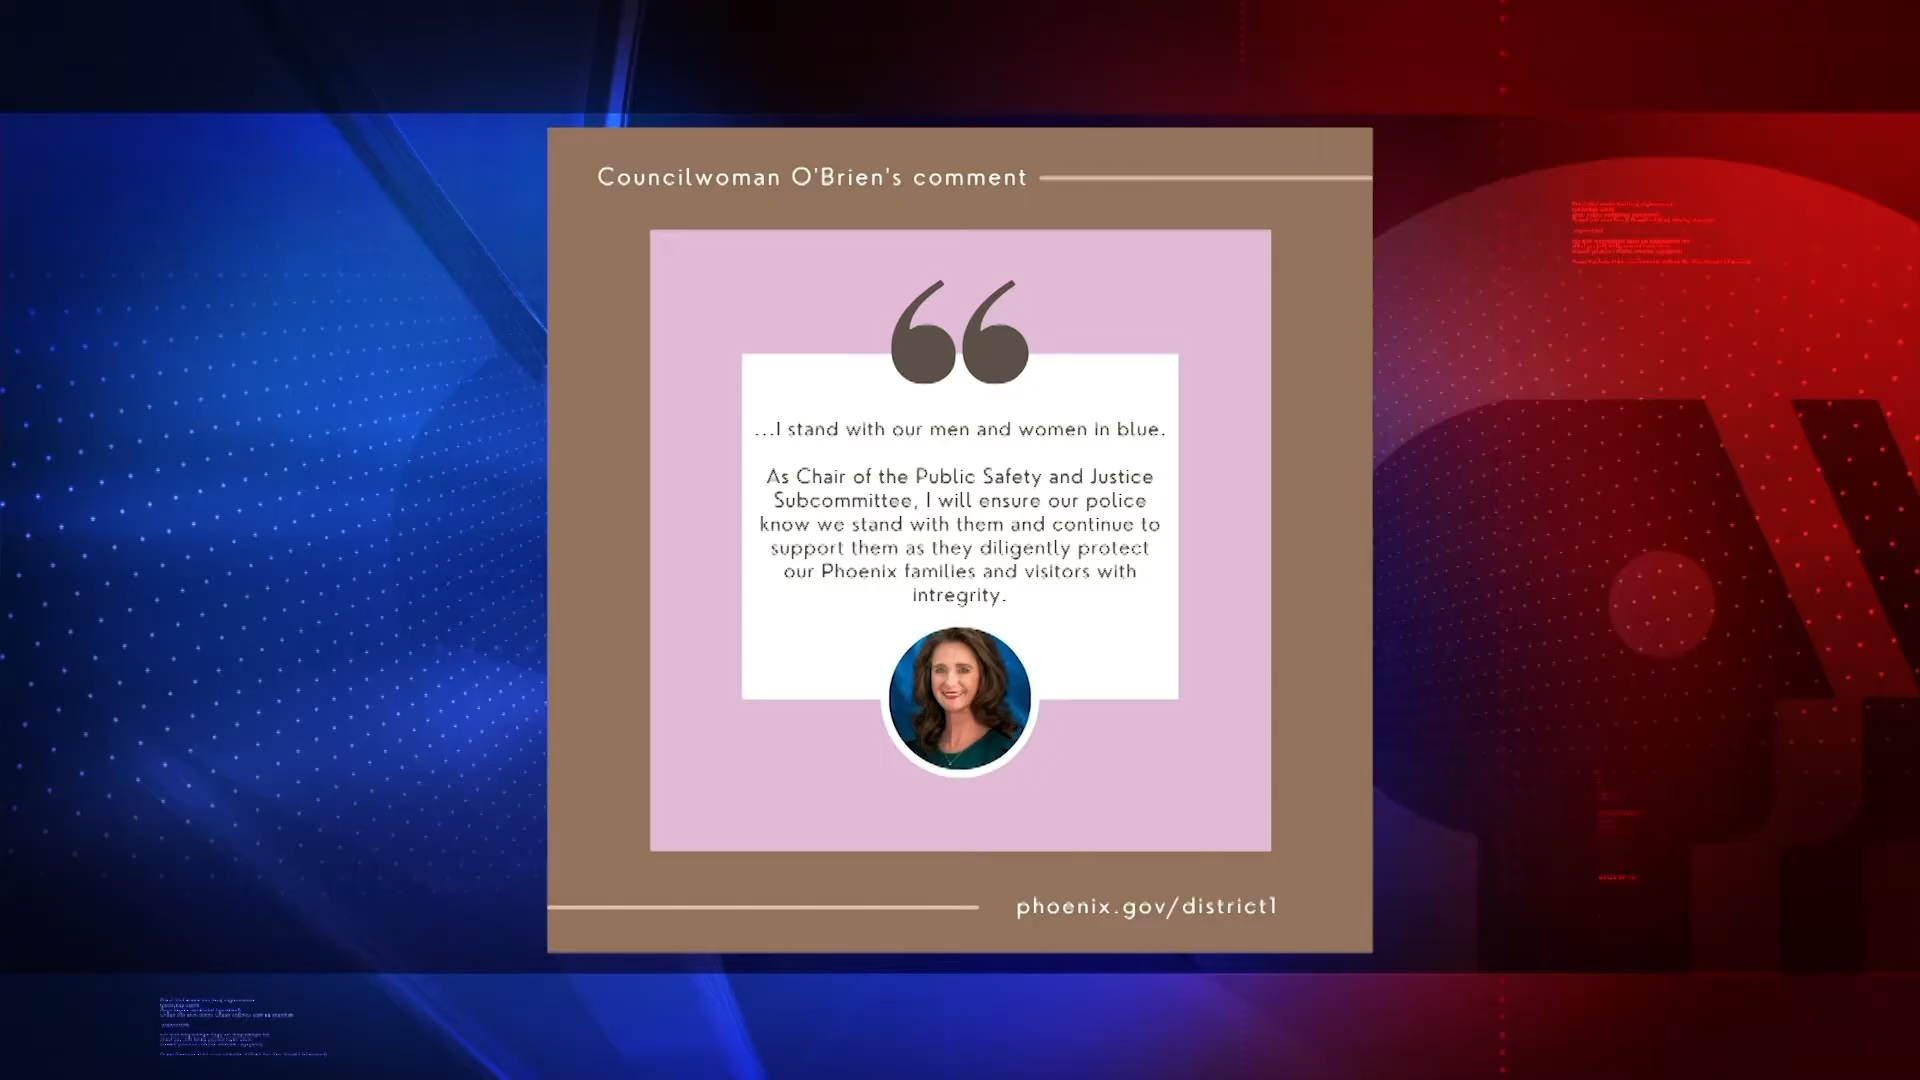 Councilwoman O'Brien's comment
...I stand with our men and women in blue.
As Chair of the Public Safety and Justice
Subcommittee, I will ensure our police
know we stand with them and continue to
support them as they diligently protect
our Phoenix families and visitors with
intregrity.
phoenix.gov/district1